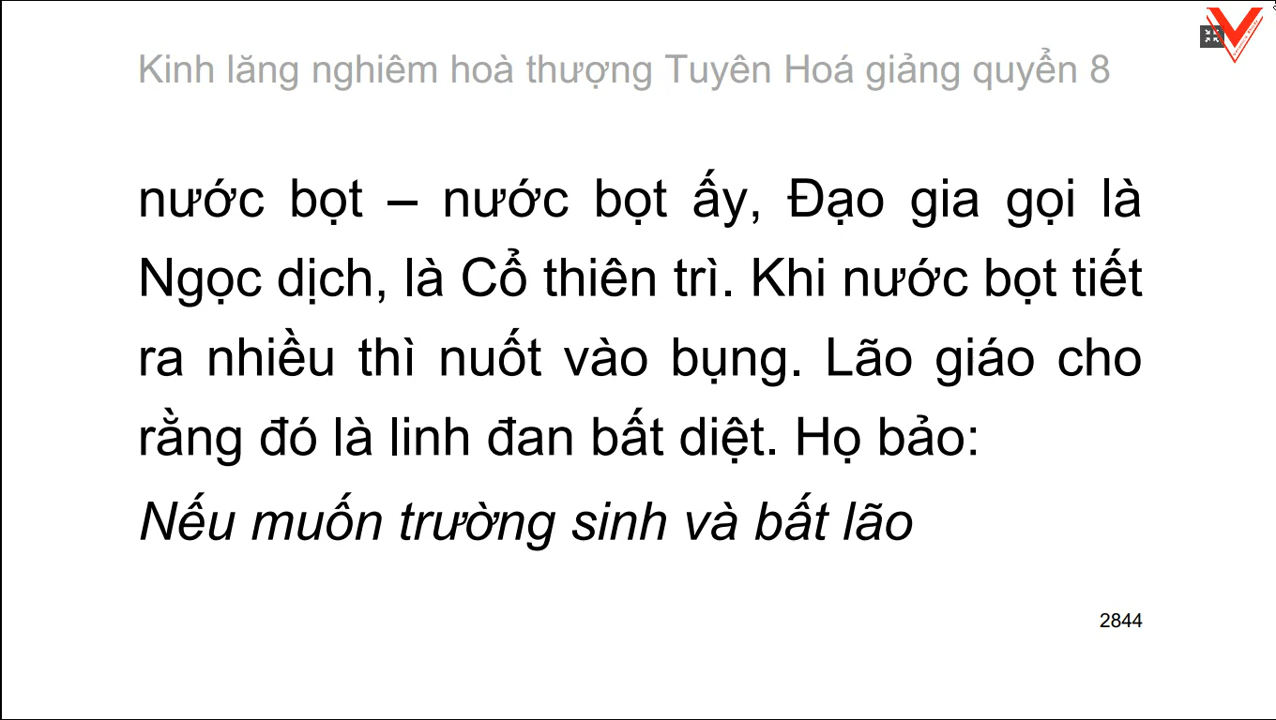 Kinh lăng nghiêm hoà thượng Tuyên Hoá giảng quyển 8
nước bọt – nước bọt ấy, Đạo gia gọi là
Ngọc dịch, là Cổ thiên trì. Khi nước bọt tiết
ra nhiều thì nuốt vào bụng. Lão giáo cho
rằng đó là linh đan bất diệt. Họ bảo:
Nếu muốn trường sinh và bất lão
2844